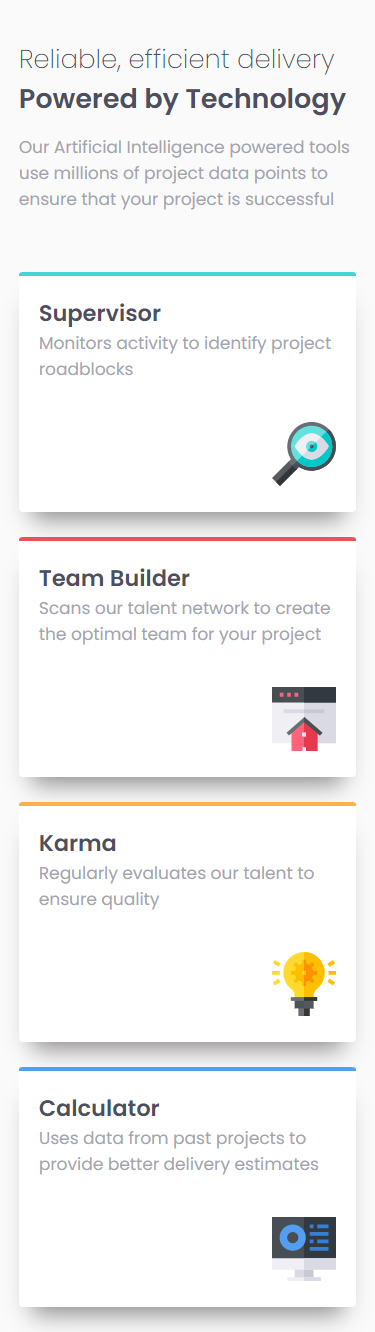 Reliable, efficient delivery
Powered by Technology
Our Artificial Intelligence powered tools
use millions of project data points to
ensure that your project is successful
Supervisor
Monitors activity to identify project
roadblocks
Team Builder
Scans our talent network to create
the optimal team for your project
Karma
Regularly evaluates our talent to
ensure quality
Calculator
Uses data from past projects to
provide better delivery estimates